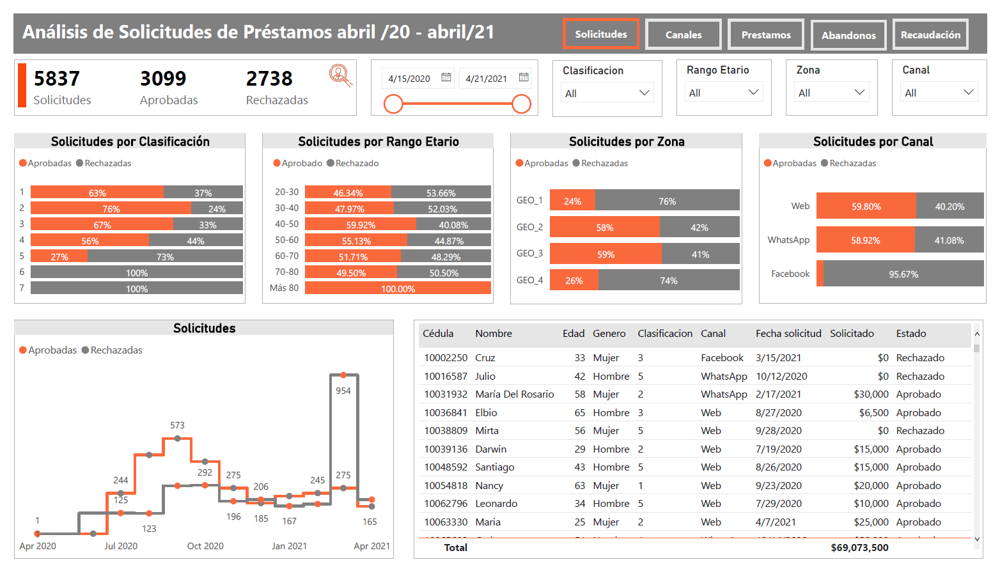 Análisis de Solicitudes de Préstamos abril /20 - abril/21
Solicitudes
Canales
Prestamos
Abandonos
Recaudación
5837
Solicitudes
3099
Aprobadas
2738
Rechazadas
4/15/2020
4/21/2021
Clasificacion
All
Rango Etario
All
Zona
All
Canal
All
Solicitudes por Clasificación
Aprobadas Rechazadas
1 63% 37%
2 76% 24%
3 67% 33%
4 56% 44%
5 27% 73%
6 100%
7 100%
Solicitudes por Rango Etario
Aprobado Rechazado
20-30 46.34% 53.66%
30-40 47.97% 52.03%
40-50 59.92% 40.08%
50-60 55.13% 44.87%
60-70 51.71% 48.29%
70-80 49.50% 50.50%
Más 80 100.00%
Solicitudes por Zona
Aprobadas Rechazadas
GEO_1 24% 76%
GEO_2 58% 42%
GEO_3 59% 41%
GEO_4 26% 74%
Solicitudes por Canal
Aprobadas Rechazadas
Web 59.80% 40.20%
WhatsApp 58.92% 41.08%
Facebook 95.67%
Solicitudes
Aprobadas Rechazadas
954
573
292 275
244 206 245 275
125
1
1 123 196 185 167 165
Apr 2020 Jul 2020 Oct 2020 Jan 2021 Apr 2021
Cédula Nombre Edad Genero Clasificacion Canal Fecha solicitud Solicitado Estado
10002250 Cruz 33 Mujer 3 Facebook 3/15/2021 $0 Rechazado
10016587 Julio 42 Hombre 5 WhatsApp 10/12/2020 $0 Rechazado
10031932 María Del Rosario 58 Mujer 2 WhatsApp 2/17/2021 $30,000 Aprobado
10036841 Elbio 65 Hombre 3 Web 8/27/2020 $6,500 Aprobado
10038809 Mirta 56 Mujer 5 Web 9/28/2020 $0 Rechazado
10039136 Darwin 29 Hombre 2 Web 7/19/2020 $15,000 Aprobado
10048592 Santiago 43 Hombre 5 Web 8/26/2020 $15,000 Aprobado
10054818 Nancy 63 Mujer 1 Web 9/23/2020 $20,000 Aprobado
10062796 Leonardo 34 Hombre 5 Web 7/29/2020 $10,000 Aprobado
10063330 Maria 25 Mujer 2 Web 4/7/2021 $25,000 Aprobado
Total $69,073,500